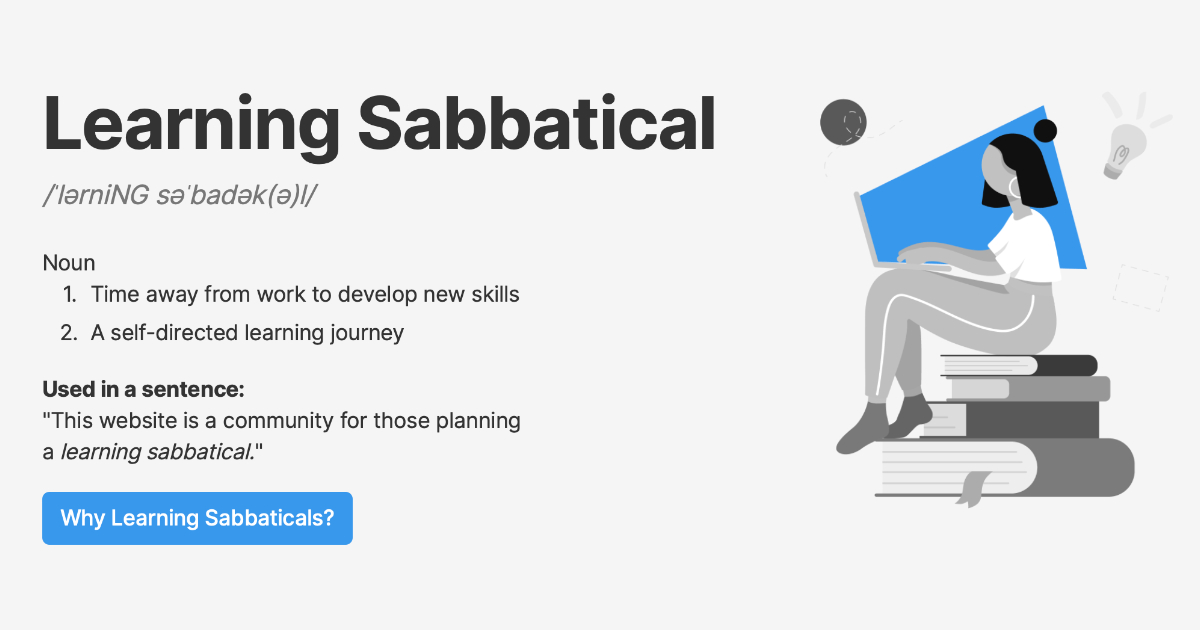 Learning Sabbatical
/ˈlərniNG səˈbadək(ə)l/
Noun
1. Time away from work to develop new skills
2. A self-directed learning journey
Used in a sentence:
"This website is a community for those planning
a learning sabbatical."
Why Learning Sabbaticals?